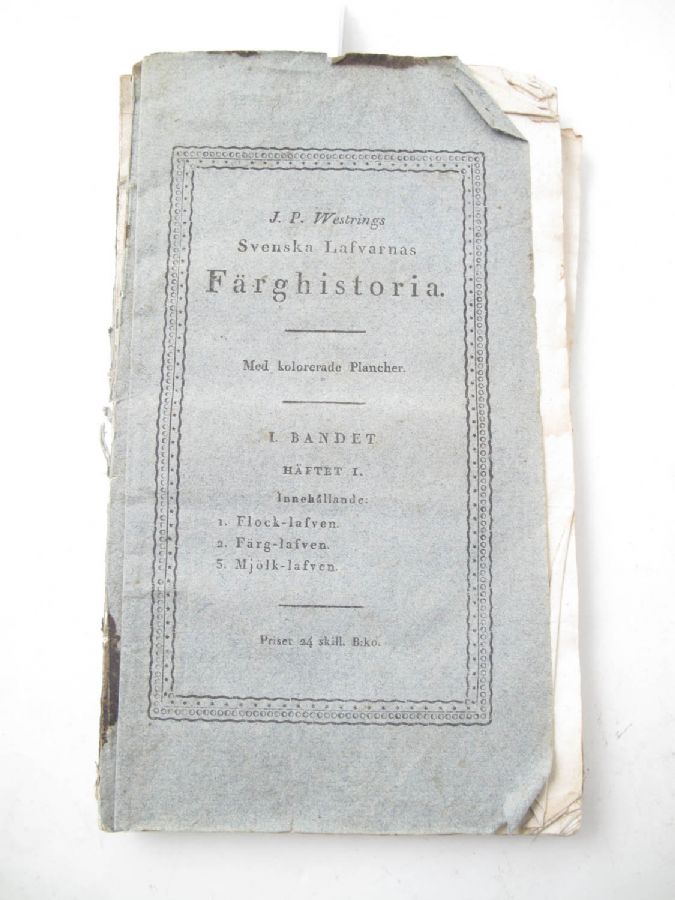 J. P. Westrings
Svenska Lafvarnas
Färghistoria.
Med kolorerade Plancher.
I. BANDET
HÄFTET I.
Innehållande:
1. Flock-lafven.
2. Färg-lafven.
3. Mjölk-lafven.
Priset 24 skill. B:ko.